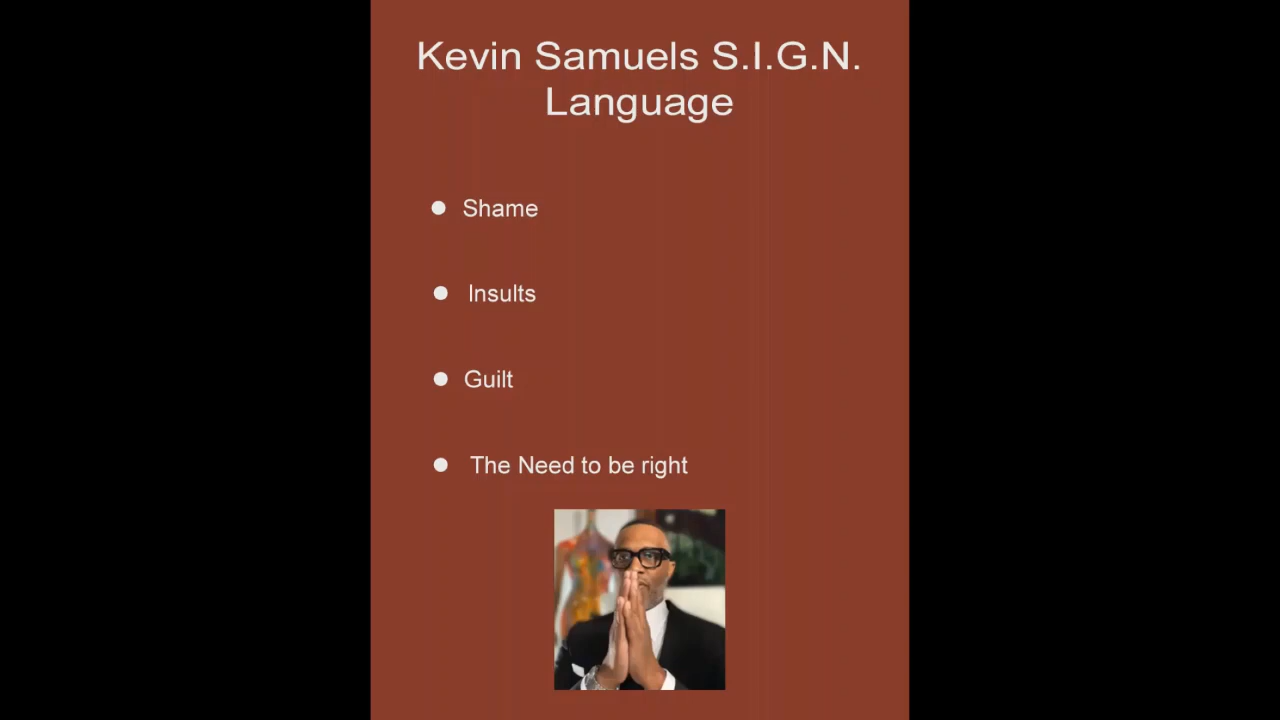 Kevin Samuels S.I.G.N.
Language
● Shame
● Insults
● Guilt
● The Need to be right